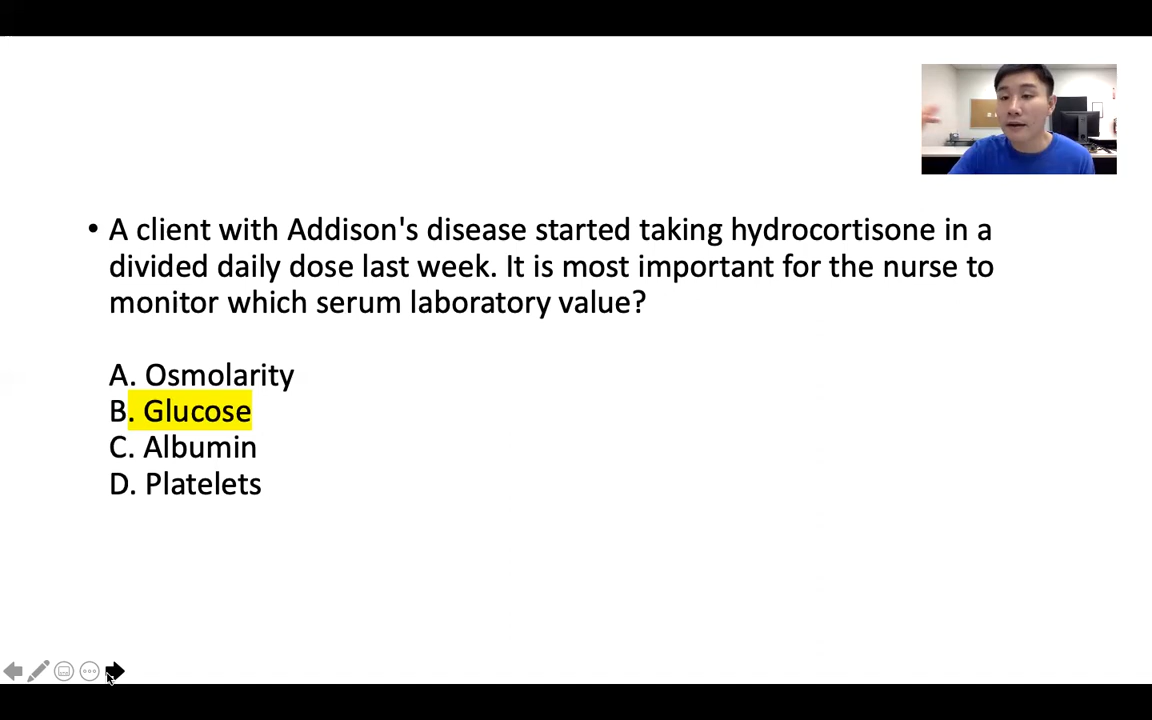 • A client with Addison's disease started taking hydrocortisone in a
divided daily dose last week. It is most important for the nurse to
monitor which serum laboratory value?
A. Osmolarity
B. Glucose
C. Albumin
D. Platelets